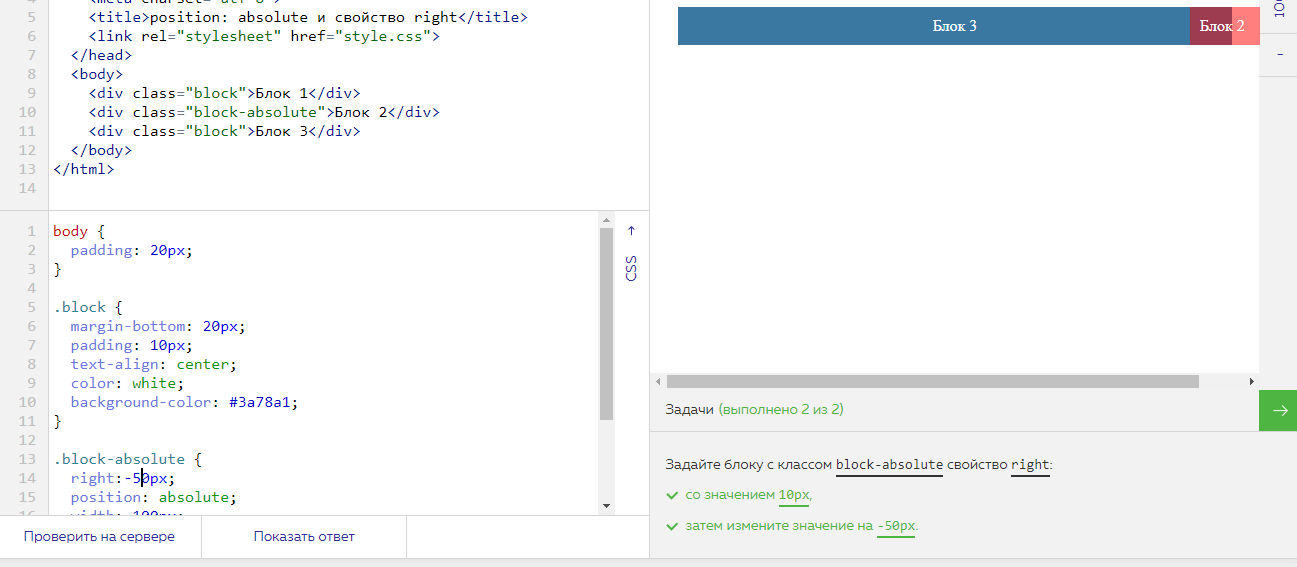 4 <meta charset="utf-8">
5 <title>position: absolute и свойство right</title>
6 <link rel="stylesheet" href="style.css">
7 </head>
8 <body>
9 <div class="block">Блок 1</div>
10 <div class="block-absolute">Блок 2</div>
11 <div class="block">Блок 3</div>
12 </body>
13 </html>
14
1 body {
2 padding: 20px;
3 }
4
5 .block {
6 margin-bottom: 20px;
7 padding: 10px;
8 text-align: center;
9 color: white;
10 background-color: #3a78a1;
11 }
12
13 .block-absolute {
14 right:-50px;
15 position: absolute;
16 width: 100px;
CSS
Проверить на сервере
Показать ответ
Блок 3
Блок 2
-
Задачи (выполнено 2 из 2)
Задайте блоку с классом block-absolute свойство right:
со значением 10px,
затем измените значение на -50px.